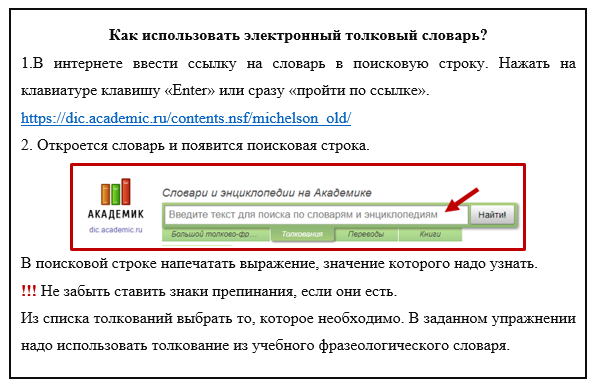 Как использовать электронный толковый словарь?
1.В интернете ввести ссылку на словарь в поисковую строку. Нажать на
клавиатуре клавишу «Enter» или сразу «пройти по ссылке».
https://dic.academic.ru/contents.nsf/michelson_old/
2. Откроется словарь и появится поисковая строка.
Словари и энциклопедии на Академике
АКАДЕМИК
dic.academic.ru
Введите текст для поиска по словарям и энциклопедиям
Найти!
Большой толково-фр... Толкования Переводы Книги
В поисковой строке напечатать выражение, значение которого надо узнать.
!!! Не забыть ставить знаки препинания, если они есть.
Из списка толкований выбрать то, которое необходимо. В заданном упражнении
надо использовать толкование из учебного фразеологического словаря.